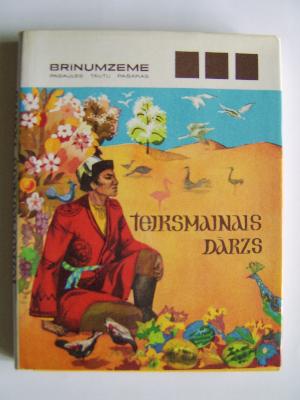 BRĪNUMZEME
PASAULES TAUTU PASAKAS
TEIKSMAINAIS
DĀRZS